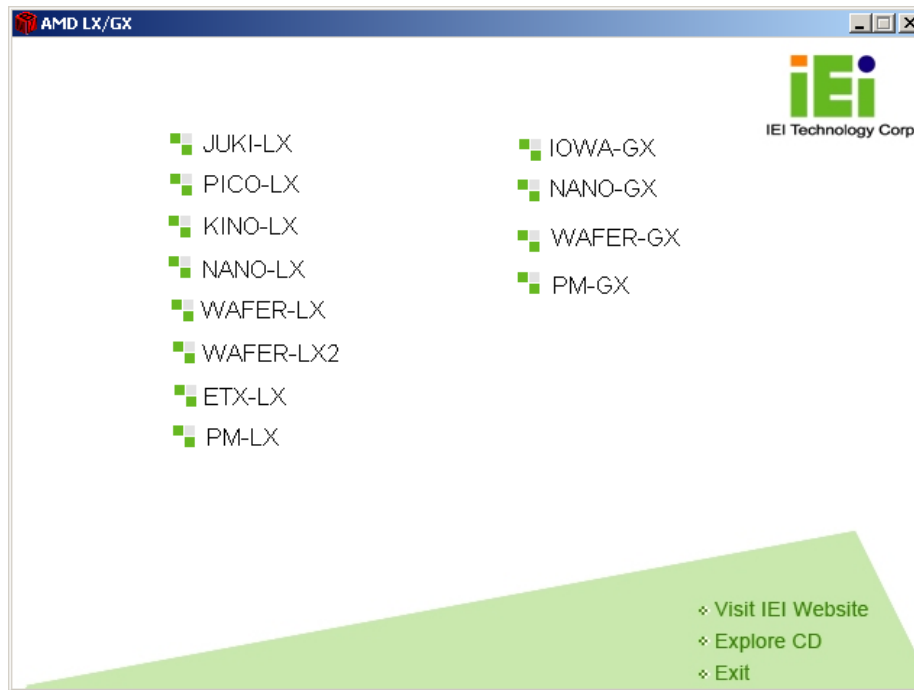 AMD LX/GX
iEi
IEI Technology Corp
JUKI-LX
PICO-LX
KINO-LX
NANO-LX
WAFER-LX
WAFER-LX2
ETX-LX
PM-LX
IOWA-GX
NANO-GX
WAFER-GX
PM-GX
Visit IEI Website
Explore CD
Exit